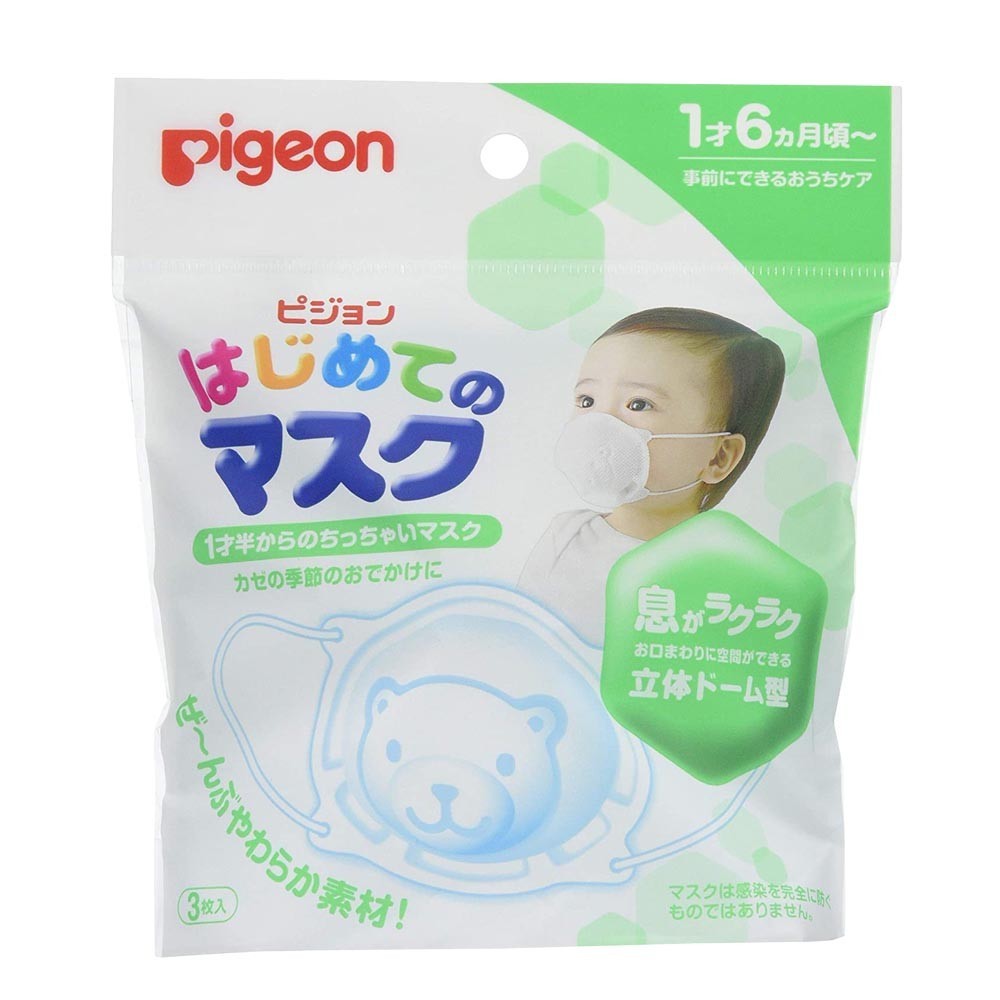 pigeon
1才6ヵ月頃～
事前にできるおうちケア
ピジョン
はじめての
マスク
1才半からのちっちゃいマスク
カゼの季節のおでかけに
息がラクラク
お口まわりに空間ができる
立体ドーム型
ぜ～んぶやわらか素材！
3枚入
マスクは感染を完全に防ぐ
ものではありません。